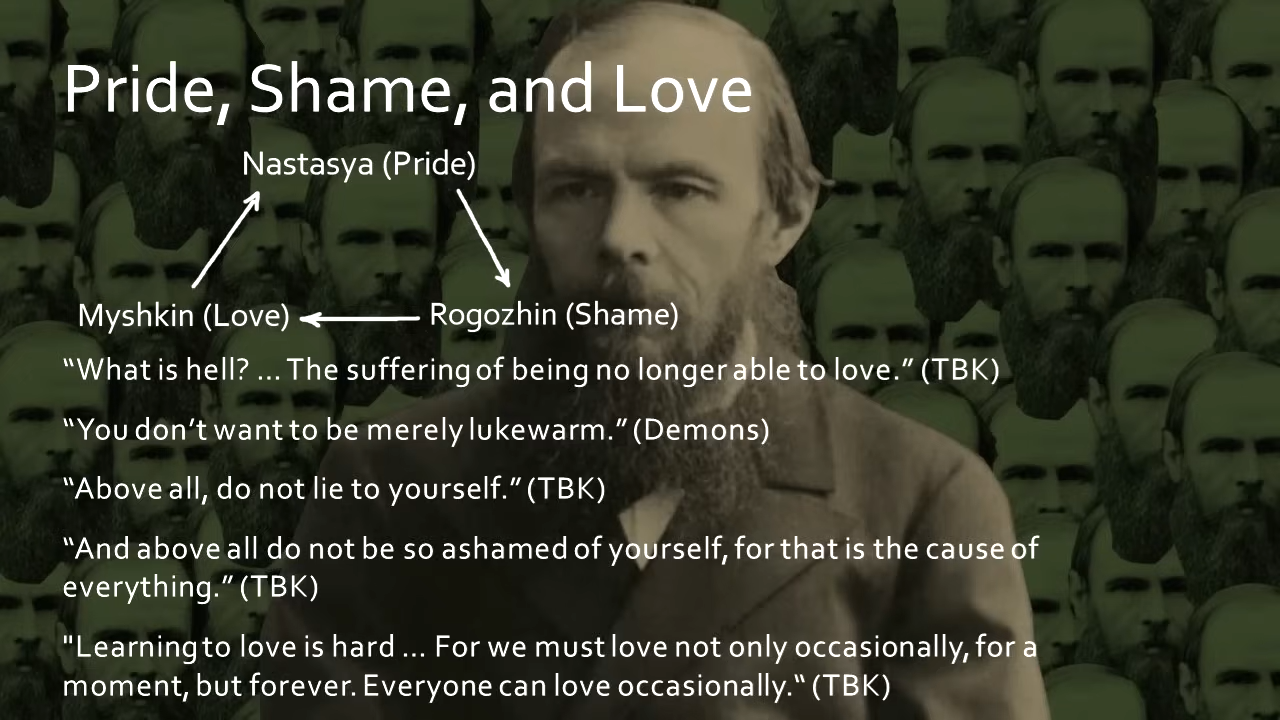 Pride, Shame, and Love
Nastasya (Pride)
Myshkin (Love)
Rogozhin (Shame)
“What is hell? … The suffering of being no longer able to love.” (TBK)
“You don’t want to be merely lukewarm.” (Demons)
“Above all, do not lie to yourself.” (TBK)
“And above all do not be so ashamed of yourself, for that is the cause of
everything.” (TBK)
"Learning to love is hard … For we must love not only occasionally, for a
moment, but forever. Everyone can love occasionally.“ (TBK)